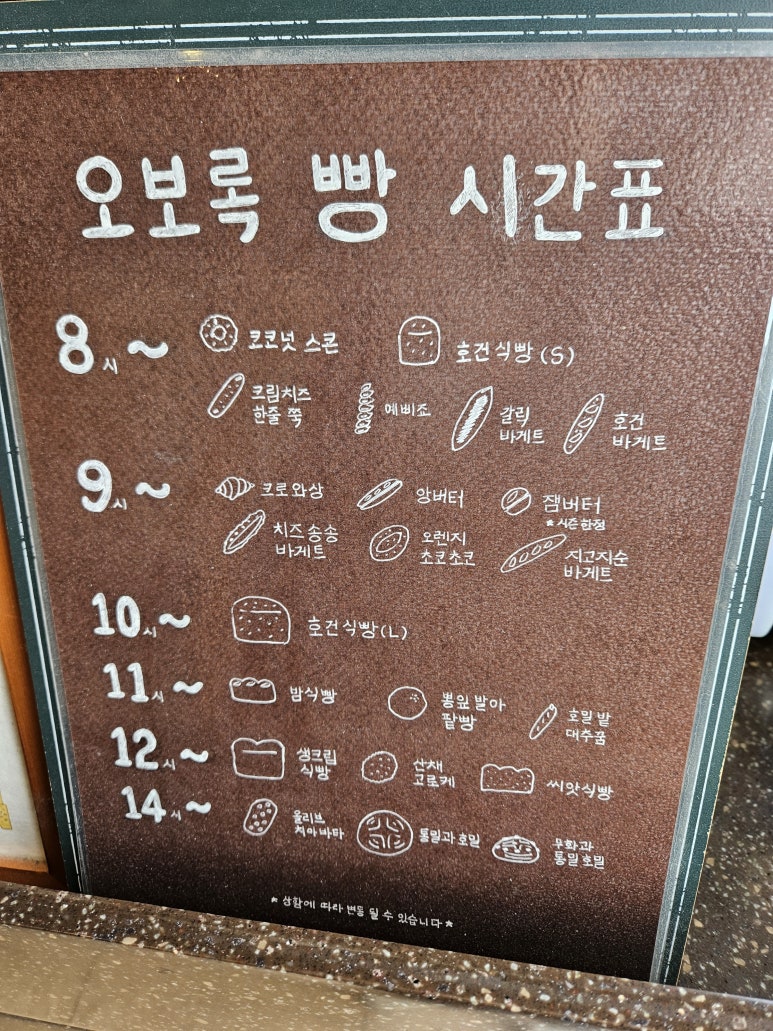 오보록 빵 시간표
8시~ 코코넛 스콘 호건식빵(S)
크림치즈 한줄 쭉 예삐죠 갈릭 바게트 호건 바게트
9시~ 크로와상 앙버터 잼버터
*시즌한정
치즈송송 바게트 오렌지 초코초코 지고지순 바게트
10시~ 호건식빵(L)
11시~ 밤식빵 뽕잎발아 팥빵 호밀밭 대추꿈
12시~ 생크림 식빵 산채 고로케 씨앗식빵
14시~ 올리브 치아바타 통밀과호밀 무화과 통밀호밀
*상황에 따라 변동 될 수 있습니다*